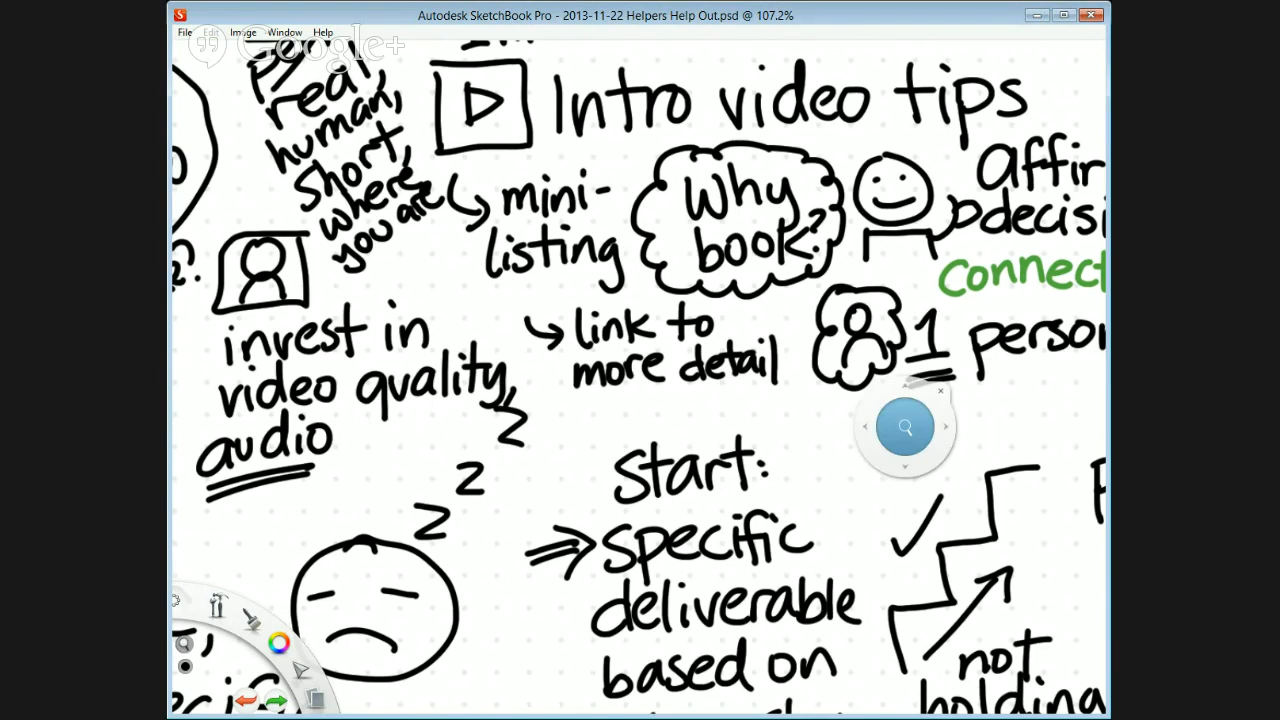 Autodesk SketchBook Pro - 2013-11-22 Helpers Help Out.psd @ 107.2%
File Edit Image Window Help
Google+
real,
human,
short,
where
you are
Intro video tips
mini-
listing
Why
book?
link to
more detail
1 person
decisi
connect
invest in
video quality,
audio
z
z
z
Start:
specific
deliverable
based on
not
holding